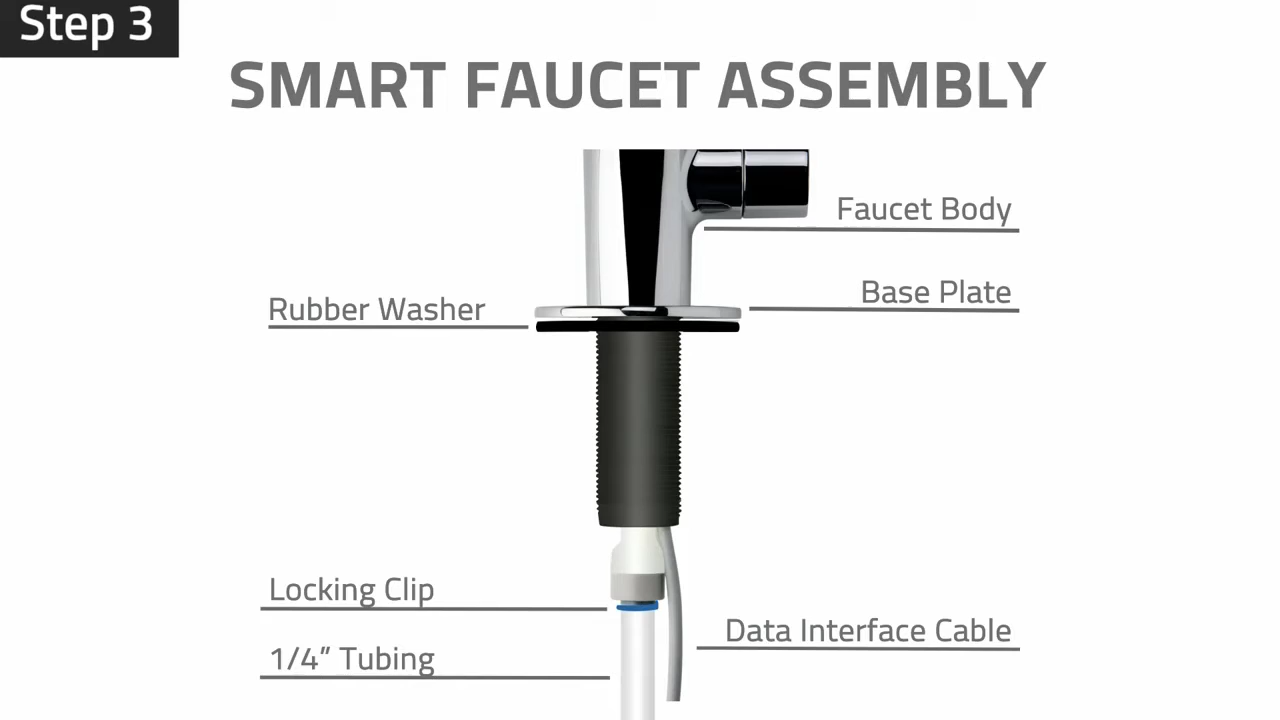 Step 3
SMART FAUCET ASSEMBLY
Faucet Body
Base Plate
Rubber Washer
Locking Clip
Data Interface Cable
1/4” Tubing